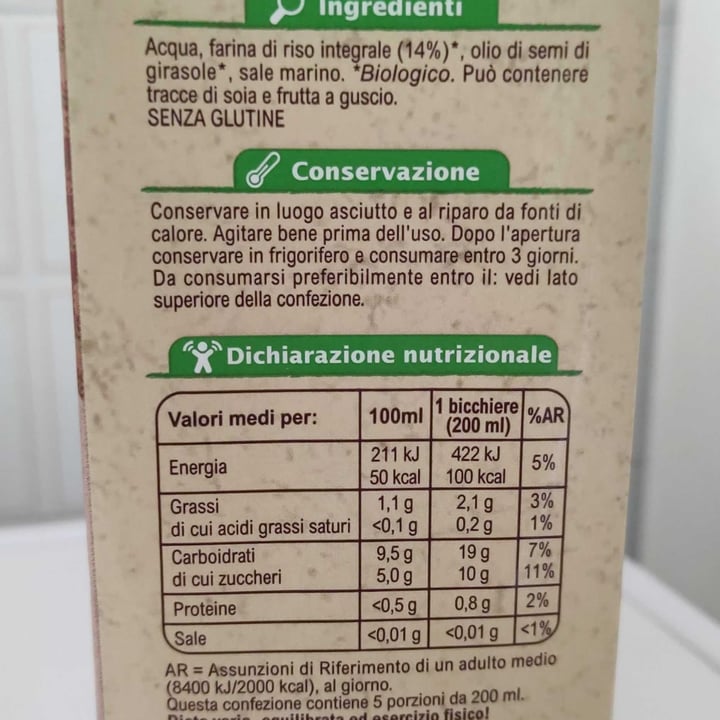 Ingredienti
Acqua, farina di riso integrale (14%)*, olio di semi di
girasole*, sale marino. *Biologico. Può contenere
tracce di soia e frutta a guscio.
SENZA GLUTINE
Conservazione
Conservare in luogo asciutto e al riparo da fonti di
calore. Agitare bene prima dell'uso. Dopo l'apertura
conservare in frigorifero e consumare entro 3 giorni.
Da consumarsi preferibilmente entro il: vedi lato
superiore della confezione.
Dichiarazione nutrizionale
Valori medi per: 100ml 1 bicchiere (200 ml) %AR
Energia 211 kJ 422 kJ 5%
50 kcal 100 kcal
Grassi 1,1 g 2,1 g 3%
di cui acidi grassi saturi <0,1 g 0,2 g 1%
Carboidrati 9,5 g 19 g 7%
di cui zuccheri 5,0 g 10 g 11%
Proteine <0,5 g 0,8 g 2%
Sale <0,01 g <0,01 g <1%
AR = Assunzioni di Riferimento di un adulto medio
(8400 kJ/2000 kcal), al giorno.
Questa confezione contiene 5 porzioni da 200 ml.
Dieta varia, equilibrata ed esercizio fisico!